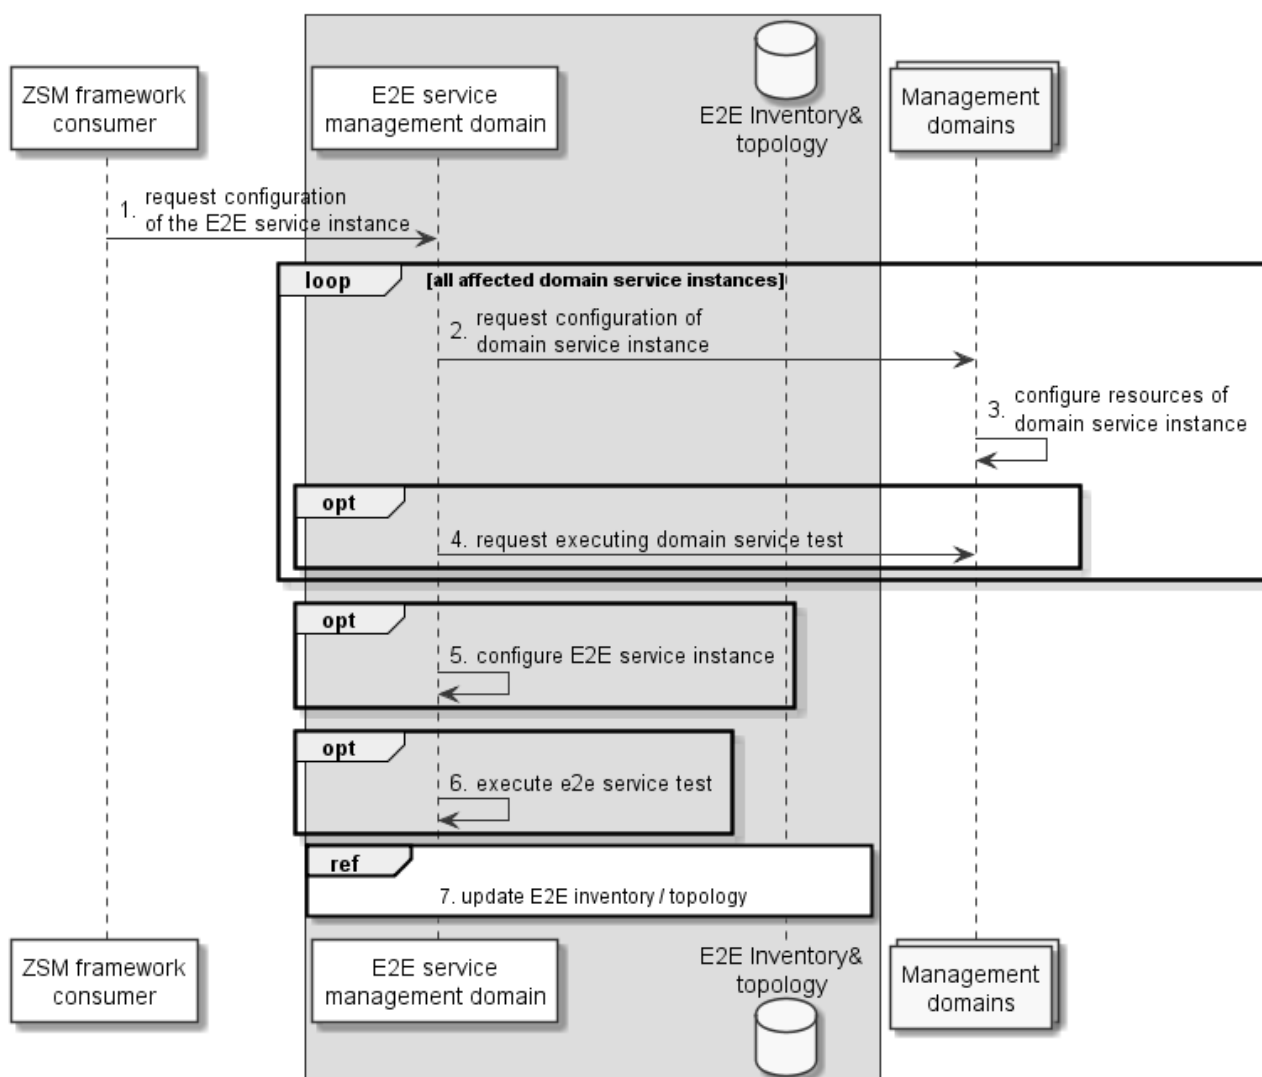 ZSM framework
consumer
E2E service
management domain
E2E Inventory&
topology
Management
domains
1. request configuration
of the E2E service instance
loop [all affected domain service instances]
2. request configuration of
domain service instance
3. configure resources of
domain service instance
opt
4. request executing domain service test
opt
5. configure E2E service instance
opt
6. execute e2e service test
ref
7. update E2E inventory / topology
ZSM framework
consumer
E2E service
management domain
E2E Inventory&
topology
Management
domains